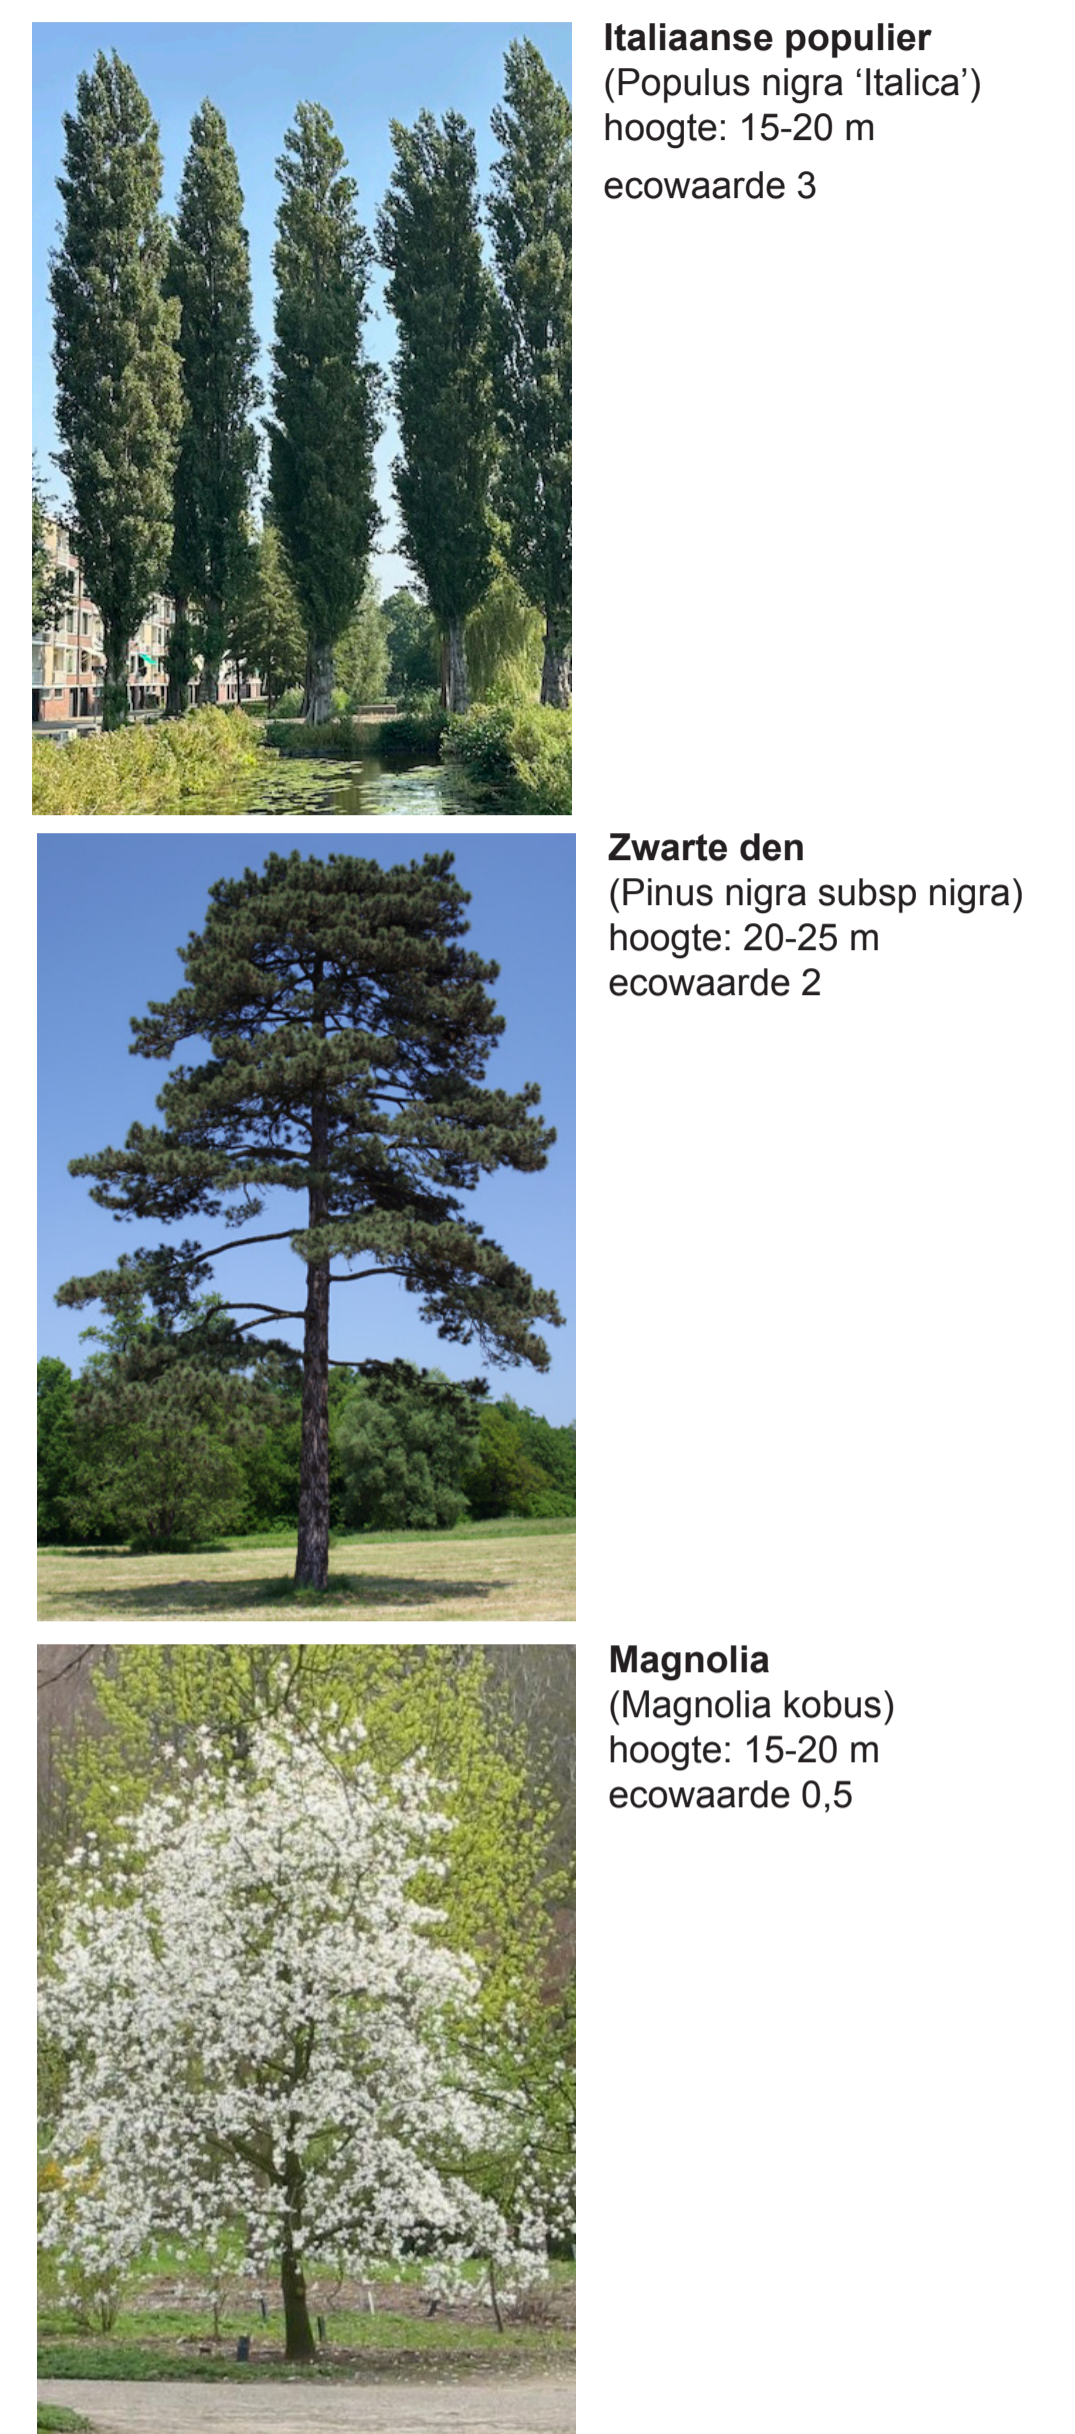 Italiaanse populier
(Populus nigra ‘Italica’)
hoogte: 15-20 m
ecowaarde 3
Zwarte den
(Pinus nigra subsp nigra)
hoogte: 20-25 m
ecowaarde 2
Magnolia
(Magnolia kobus)
hoogte: 15-20 m
ecowaarde 0,5